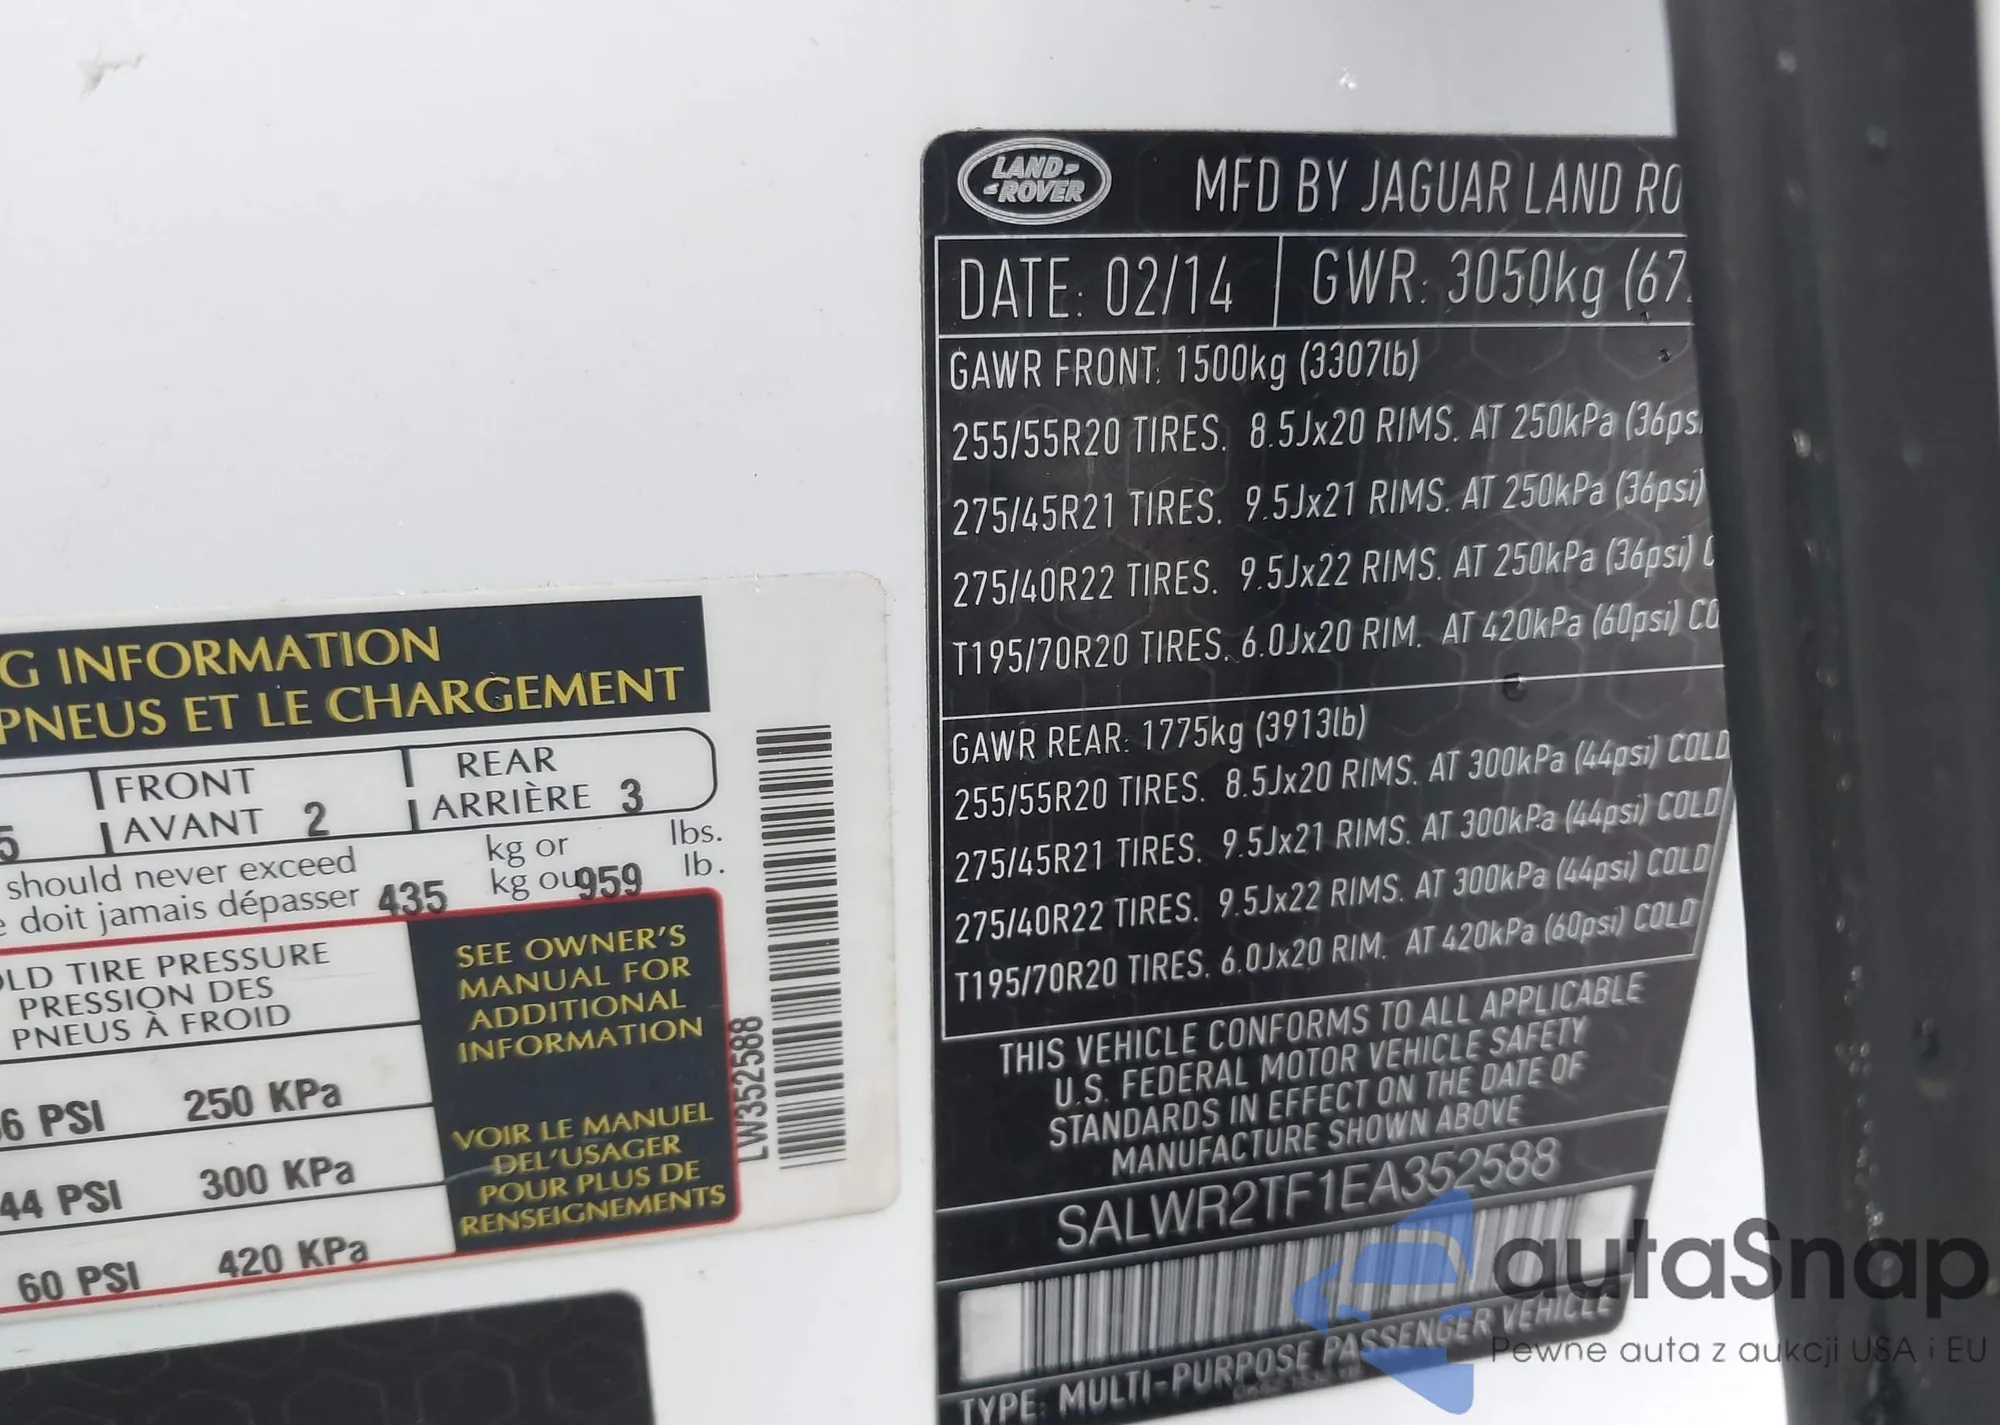 G INFORMATION
PNEUS ET LE CHARGEMENT
5
FRONT
AVANT 2
REAR
ARRIÈRE 3
should never exceed
kg or
lbs.
doit jamais dépasser 435
kg ou 959
lb.
LD TIRE PRESSURE
PRESSION DES
PNEUS À FROID
6 PSI 250 KPa
44 PSI 300 KPa
60 PSI 420 KPa
SEE OWNER'S
MANUAL FOR
ADDITIONAL
INFORMATION
VOIR LE MANUEL
DEL'USAGER
POUR PLUS DE
RENSEIGNEMENTS
LW352588
LAND-
-ROVER
MFD BY JAGUAR LAND RO
DATE: 02/14
GWR: 3050kg (67
GAWR FRONT: 1500kg (3307lb)
255/55R20 TIRES. 8.5Jx20 RIMS. AT 250kPa (36psi
275/45R21 TIRES. 9.5Jx21 RIMS. AT 250kPa (36psi)
275/40R22 TIRES. 9.5Jx22 RIMS. AT 250kPa (36psi) C
T195/70R20 TIRES. 6.0Jx20 RIM. AT 420kPa (60psi) CO
GAWR REAR: 1775kg (3913lb)
255/55R20 TIRES. 8.5Jx20 RIMS. AT 300kPa (44psi) COLD
275/45R21 TIRES. 9.5Jx21 RIMS. AT 300kPa (44psi) COLD
275/40R22 TIRES. 9.5Jx22 RIMS. AT 300kPa (44psi) COLD
T195/70R20 TIRES. 6.0Jx20 RIM. AT 420kPa (60psi) COLD
THIS VEHICLE CONFORMS TO ALL APPLICABLE
U.S. FEDERAL MOTOR VEHICLE SAFETY
STANDARDS IN EFFECT ON THE DATE OF
MANUFACTURE SHOWN ABOVE
SALWR2TF1EA352588
TYPE: MULTI-PURPOSE PASSENGER VEHICLE
autaSnap
Pewne auta z aukcji USA i EU